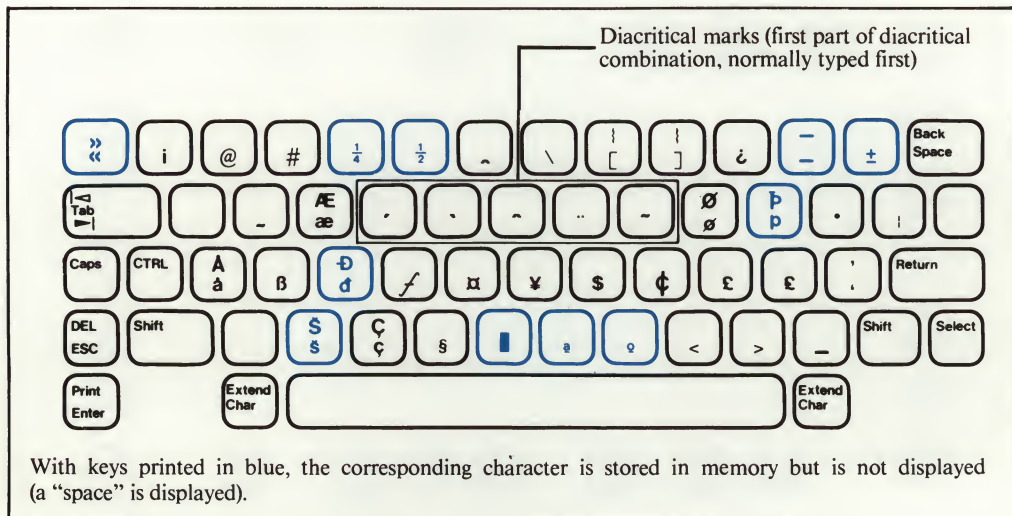 Diacritical marks (first part of diacritical
combination, normally typed first)
» ¡ @ # ¼ ½ ^ \ { [ } ] ¿ — – ± Back
« Space
Tab _ Æ ´ ` ^ ¨ ~ Ø Þ · ¦
æ ø þ
Caps CTRL Å ß Đ ƒ ¤ ¥ $ ¢ £ £ ' Return
å đ ,
DEL Shift Š Ç § ■ ª º < > _ Shift Select
ESC š ç
Print Extend Extend
Enter Char Char
With keys printed in blue, the corresponding character is stored in memory but is not displayed
(a “space” is displayed).